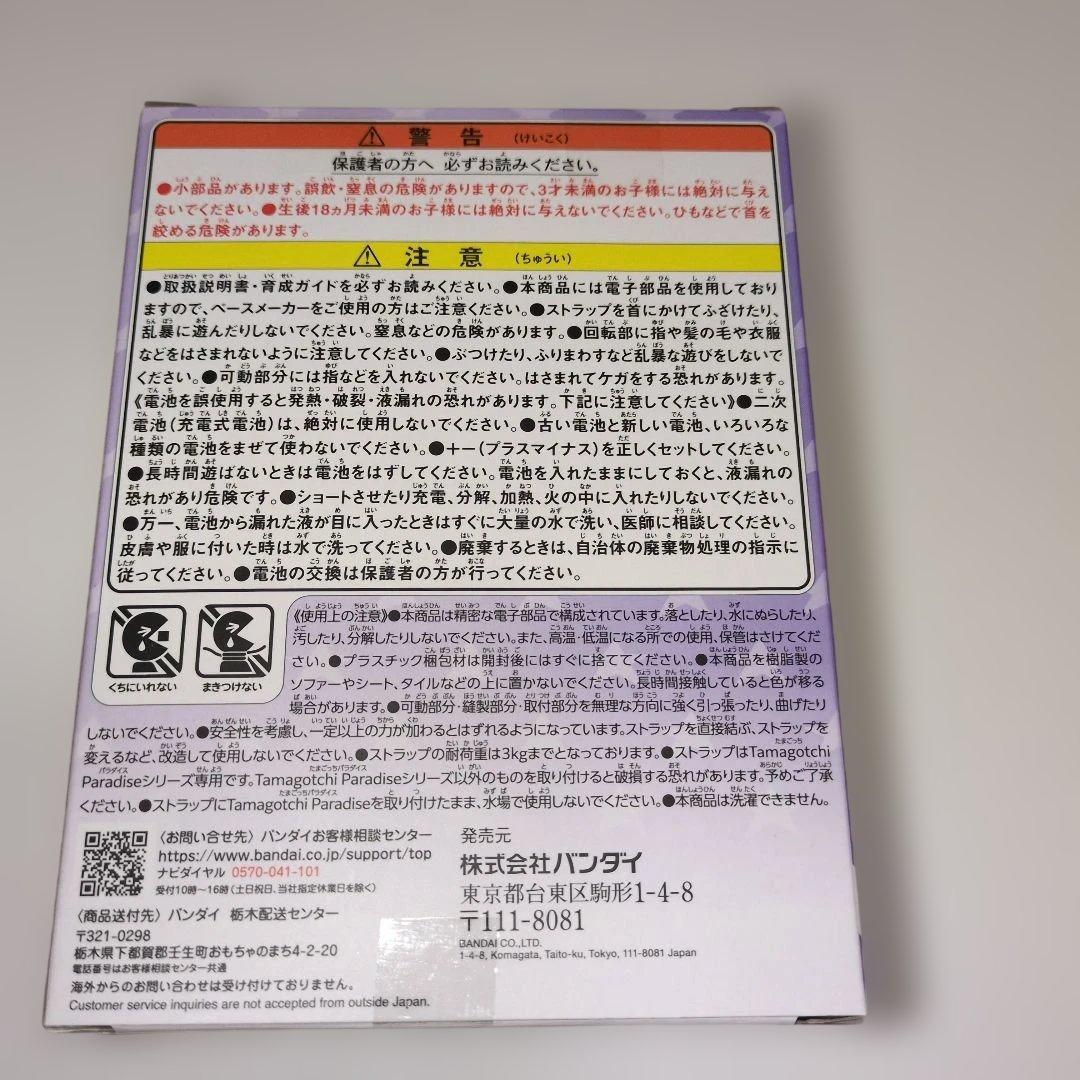 ⚠ 警告 (けいこく)
保護者の方へ 必ずお読みください。
●小部品があります。誤飲・窒息の危険がありますので、3才未満のお子様には絶対に与え
ないでください。●生後18ヵ月未満のお子様には絶対に与えないでください。ひもなどで首を
絞める危険があります。
⚠ 注意 (ちゅうい)
●取扱説明書・育成ガイドを必ずお読みください。●本商品には電子部品を使用しており
ますので、ペースメーカーをご使用の方はご注意ください。●ストラップを首にかけてふざけたり、
乱暴に遊んだりしないでください。窒息などの危険があります。●回転部に指や髪の毛や衣服
などをはさまれないように注意してください。●ぶつけたり、ふりまわすなど乱暴な遊びをしないで
ください。●可動部分には指などを入れないでください。はさまれてケガをする恐れがあります。
《電池を誤使用すると発熱・破裂・液漏れの恐れがあります。下記に注意してください》●二次
電池(充電式電池)は、絶対に使用しないでください。●古い電池と新しい電池、いろいろな
種類の電池をまぜて使わないでください。●+-(プラスマイナス)を正しくセットしてください。
●長時間遊ばないときは電池をはずしてください。電池を入れたままにしておくと、液漏れの
恐れがあり危険です。●ショートさせたり充電、分解、加熱、火の中に入れたりしないでください。
●万一、電池から漏れた液が目に入ったときはすぐに大量の水で洗い、医師に相談してください。
皮膚や服に付いた時は水で洗ってください。●廃棄するときは、自治体の廃棄物処理の指示に
従ってください。●電池の交換は保護者の方が行ってください。
くちにいれない
まきつけない
《使用上の注意》●本商品は精密な電子部品で構成されています。落としたり、水にぬらしたり、
汚したり、分解したりしないでください。また、高温・低温になる所での使用、保管はさけてくだ
さい。●プラスチック梱包材は開封後にはすぐに捨ててください。●本商品を樹脂製の
ソファーやシート、タイルなどの上に置かないでください。長時間接触していると色が移る
場合があります。●可動部分・縫製部分・取付部分を無理な方向に強く引っ張ったり、曲げたり
しないでください。●安全性を考慮し、一定以上の力が加わるとはずれるようになっています。ストラップを直接結ぶ、ストラップを
変えるなど、改造して使用しないでください。●ストラップの耐荷重は3kgまでとなっております。●ストラップはTamagotchi
Paradiseシリーズ専用です。Tamagotchi Paradiseシリーズ以外のものを取り付けると破損する恐れがあります。予めご了承
ください。●ストラップにTamagotchi Paradiseを取り付けたまま、水場で使用しないでください。●本商品は洗濯できません。
〈お問い合せ先〉バンダイお客様相談センター
https://www.bandai.co.jp/support/top
ナビダイヤル 0570-041-101
受付10時～16時(土日祝日、当社指定休業日を除く)
〈商品送付先〉バンダイ 栃木配送センター
〒321-0298
栃木県下都賀郡壬生町おもちゃのまち4-2-20
電話番号はお客様相談センター共通
海外からのお問い合わせは受け付けておりません。
Customer service inquiries are not accepted from outside Japan.
発売元
株式会社バンダイ
東京都台東区駒形1-4-8
〒111-8081
BANDAI CO.,LTD.
1-4-8, Komagata, Taito-ku, Tokyo, 111-8081 Japan